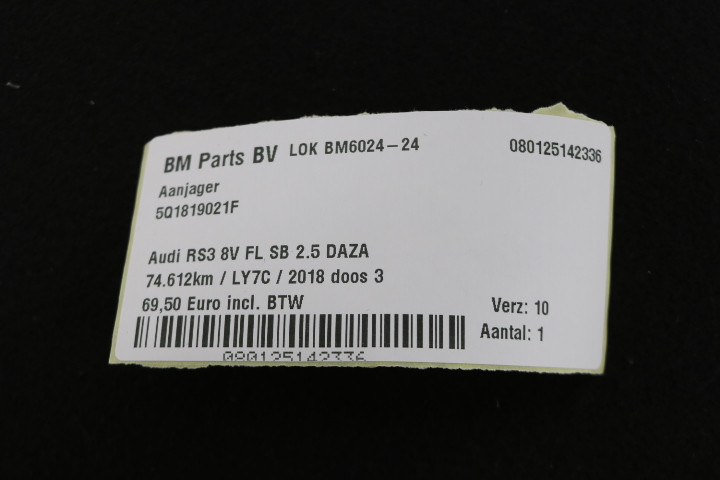 BM Parts BV LOK BM6024-24 080125142336
Aanjager
5Q1819021F
Audi RS3 8V FL SB 2.5 DAZA
74.612km / LY7C / 2018 doos 3
69,50 Euro incl. BTW
Verz: 10
Aantal: 1
080125142336